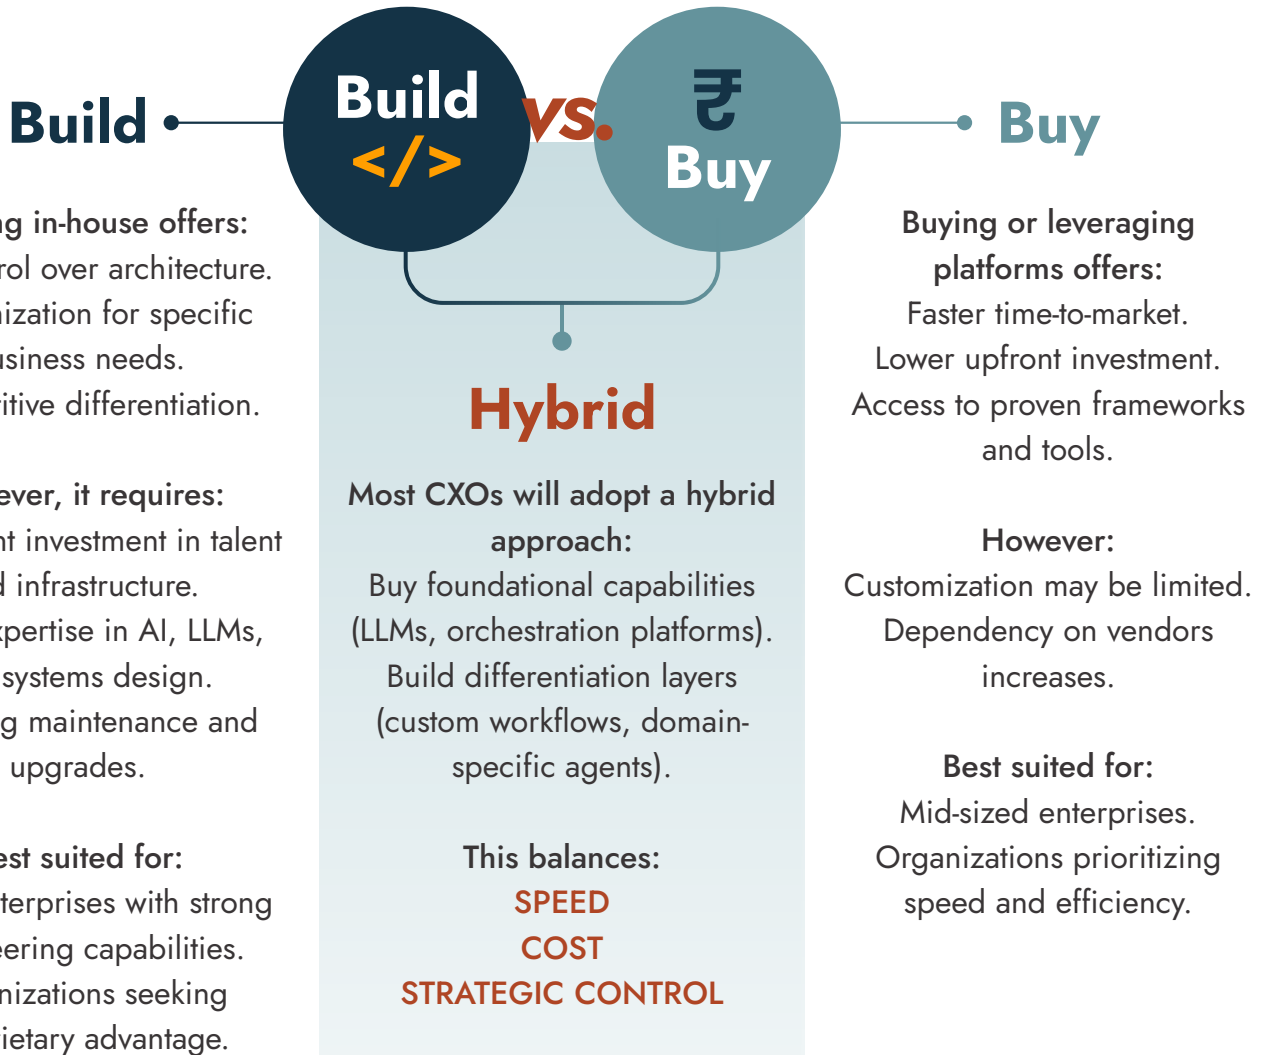 Build
ng in-house offers:
rol over architecture.
nization for specific
usiness needs.
itive differentiation.
ever, it requires:
nt investment in talent
d infrastructure.
xpertise in AI, LLMs,
systems design.
ng maintenance and
upgrades.
est suited for:
terprises with strong
eering capabilities.
nizations seeking
rietary advantage.
Build
</>
vs.
₹
Buy
Hybrid
Most CXOs will adopt a hybrid
approach:
Buy foundational capabilities
(LLMs, orchestration platforms).
Build differentiation layers
(custom workflows, domain-
specific agents).
This balances:
SPEED
COST
STRATEGIC CONTROL
Buy
Buying or leveraging
platforms offers:
Faster time-to-market.
Lower upfront investment.
Access to proven frameworks
and tools.
However:
Customization may be limited.
Dependency on vendors
increases.
Best suited for:
Mid-sized enterprises.
Organizations prioritizing
speed and efficiency.